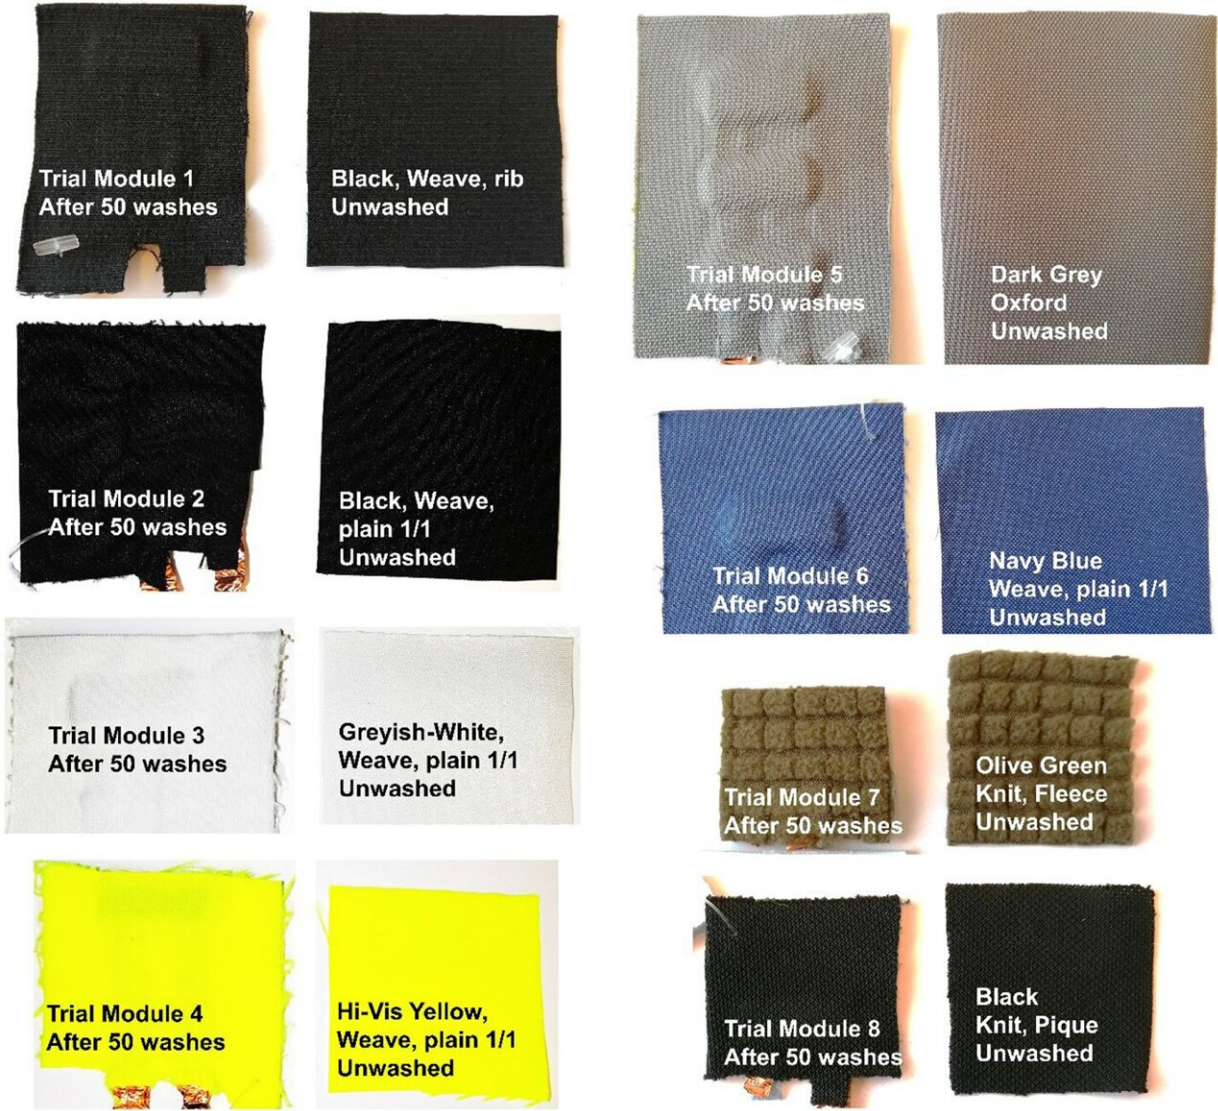 Trial Module 1
After 50 washes
Black, Weave, rib
Unwashed
Trial Module 2
After 50 washes
Black, Weave,
plain 1/1
Unwashed
Trial Module 3
After 50 washes
Greyish-White,
Weave, plain 1/1
Unwashed
Trial Module 4
After 50 washes
Hi-Vis Yellow,
Weave, plain 1/1
Unwashed
Trial Module 5
After 50 washes
Dark Grey
Oxford
Unwashed
Trial Module 6
After 50 washes
Navy Blue
Weave, plain 1/1
Unwashed
Trial Module 7
After 50 washes
Olive Green
Knit, Fleece
Unwashed
Trial Module 8
After 50 washes
Black
Knit, Pique
Unwashed